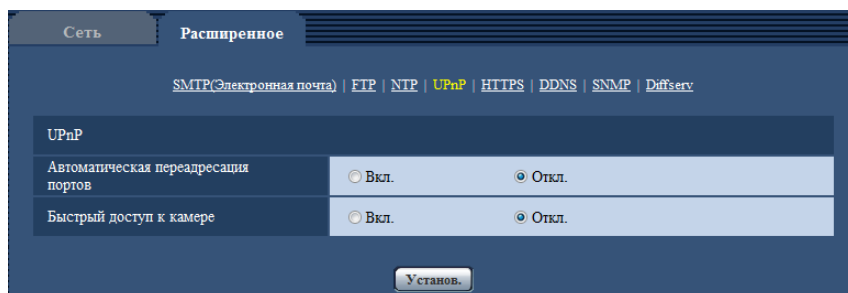 Сеть Расширенное
SMTP(Электронная почта) | FTP | NTP | UPnP | HTTPS | DDNS | SNMP | Diffserv
UPnP
Автоматическая переадресация
портов
Вкл. Откл.
Быстрый доступ к камере Вкл. Откл.
Установ.